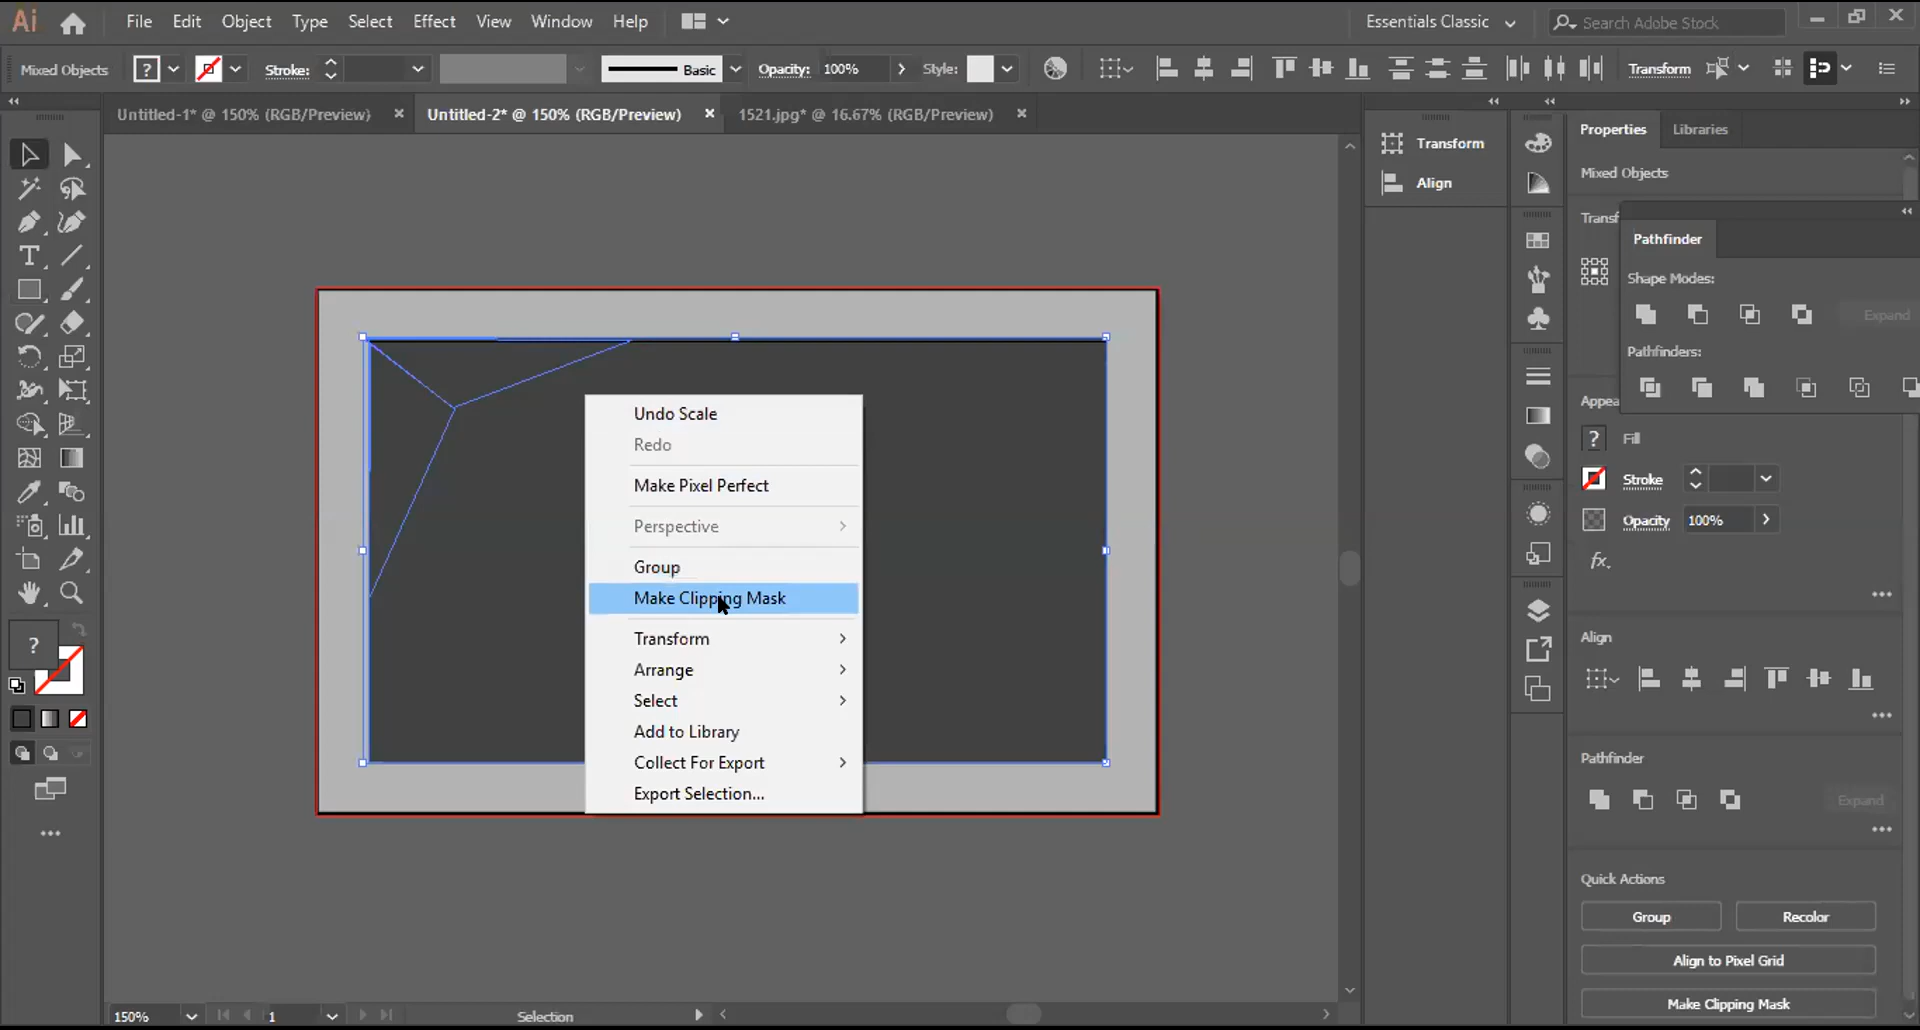 Ai File Edit Object Type Select Effect View Window Help Essentials Classic Search Adobe Stock
Mixed Objects ? Stroke: Basic Opacity: 100% Style: Transform
Untitled-1* @ 150% (RGB/Preview) × Untitled-2* @ 150% (RGB/Preview) × 1521.jpg* @ 16.67% (RGB/Preview) ×
Transform
Align
Properties Libraries
Mixed Objects
Transf
Pathfinder
Shape Modes:
Expand
Pathfinders:
Appea
? Fill
Stroke
Opacity 100%
fx.
Align
Pathfinder
Expand
Quick Actions
Group Recolor
Align to Pixel Grid
Make Clipping Mask
Undo Scale
Redo
Make Pixel Perfect
Perspective
Group
Make Clipping Mask
Transform
Arrange
Select
Add to Library
Collect For Export
Export Selection...
?
150% 1 Selection